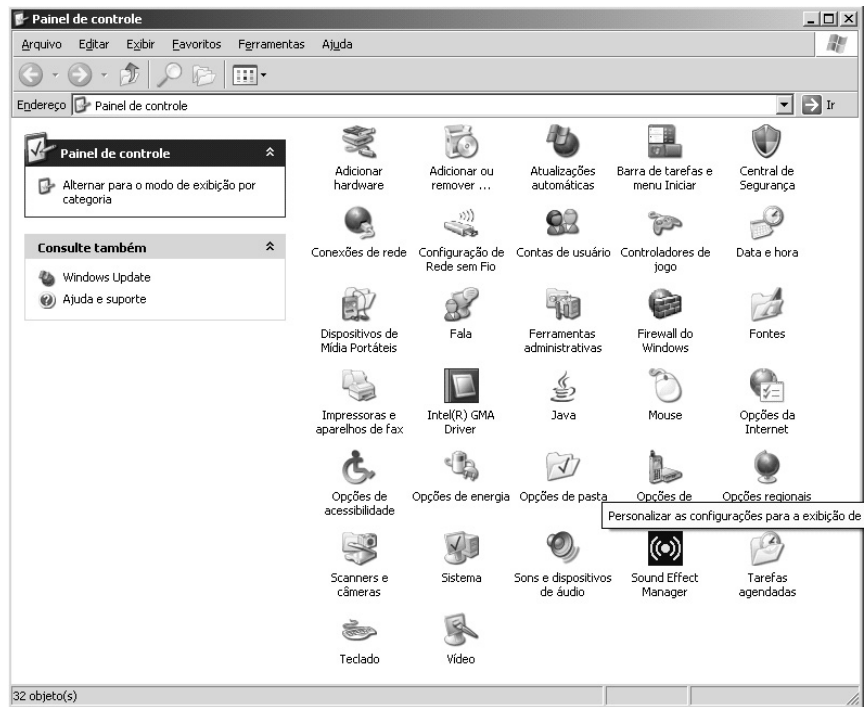 Painel de controle
Arquivo Editar Exibir Favoritos Ferramentas Ajuda
Endereço Painel de controle Ir
Painel de controle
Alternar para o modo de exibição por
categoria
Consulte também
Windows Update
Ajuda e suporte
Adicionar
hardware
Adicionar ou
remover ...
Atualizações
automáticas
Barra de tarefas e
menu Iniciar
Central de
Segurança
Conexões de rede
Configuração de
Rede sem Fio
Contas de usuário
Controladores de
jogo
Data e hora
Dispositivos de
Mídia Portáteis
Fala
Ferramentas
administrativas
Firewall do
Windows
Fontes
Impressoras e
aparelhos de fax
Intel(R) GMA
Driver
Java
Mouse
Opções da
Internet
Opções de
acessibilidade
Opções de energia
Opções de pasta
Opções de
Opções regionais
Personalizar as configurações para a exibição de
Scanners e
câmeras
Sistema
Sons e dispositivos
de áudio
Sound Effect
Manager
Tarefas
agendadas
Teclado
Vídeo
32 objeto(s)